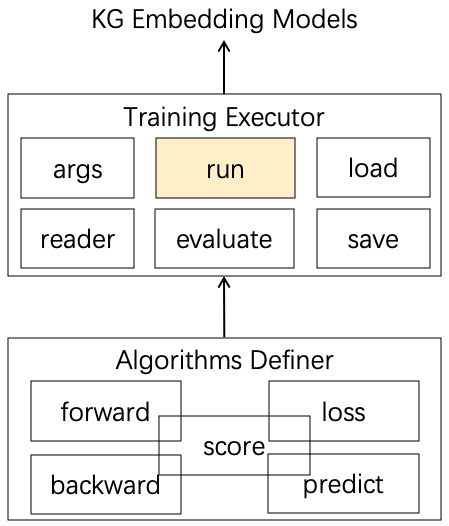 KG Embedding Models
Training Executor
args run load
reader evaluate save
Algorithms Definer
forward loss
score
backward predict